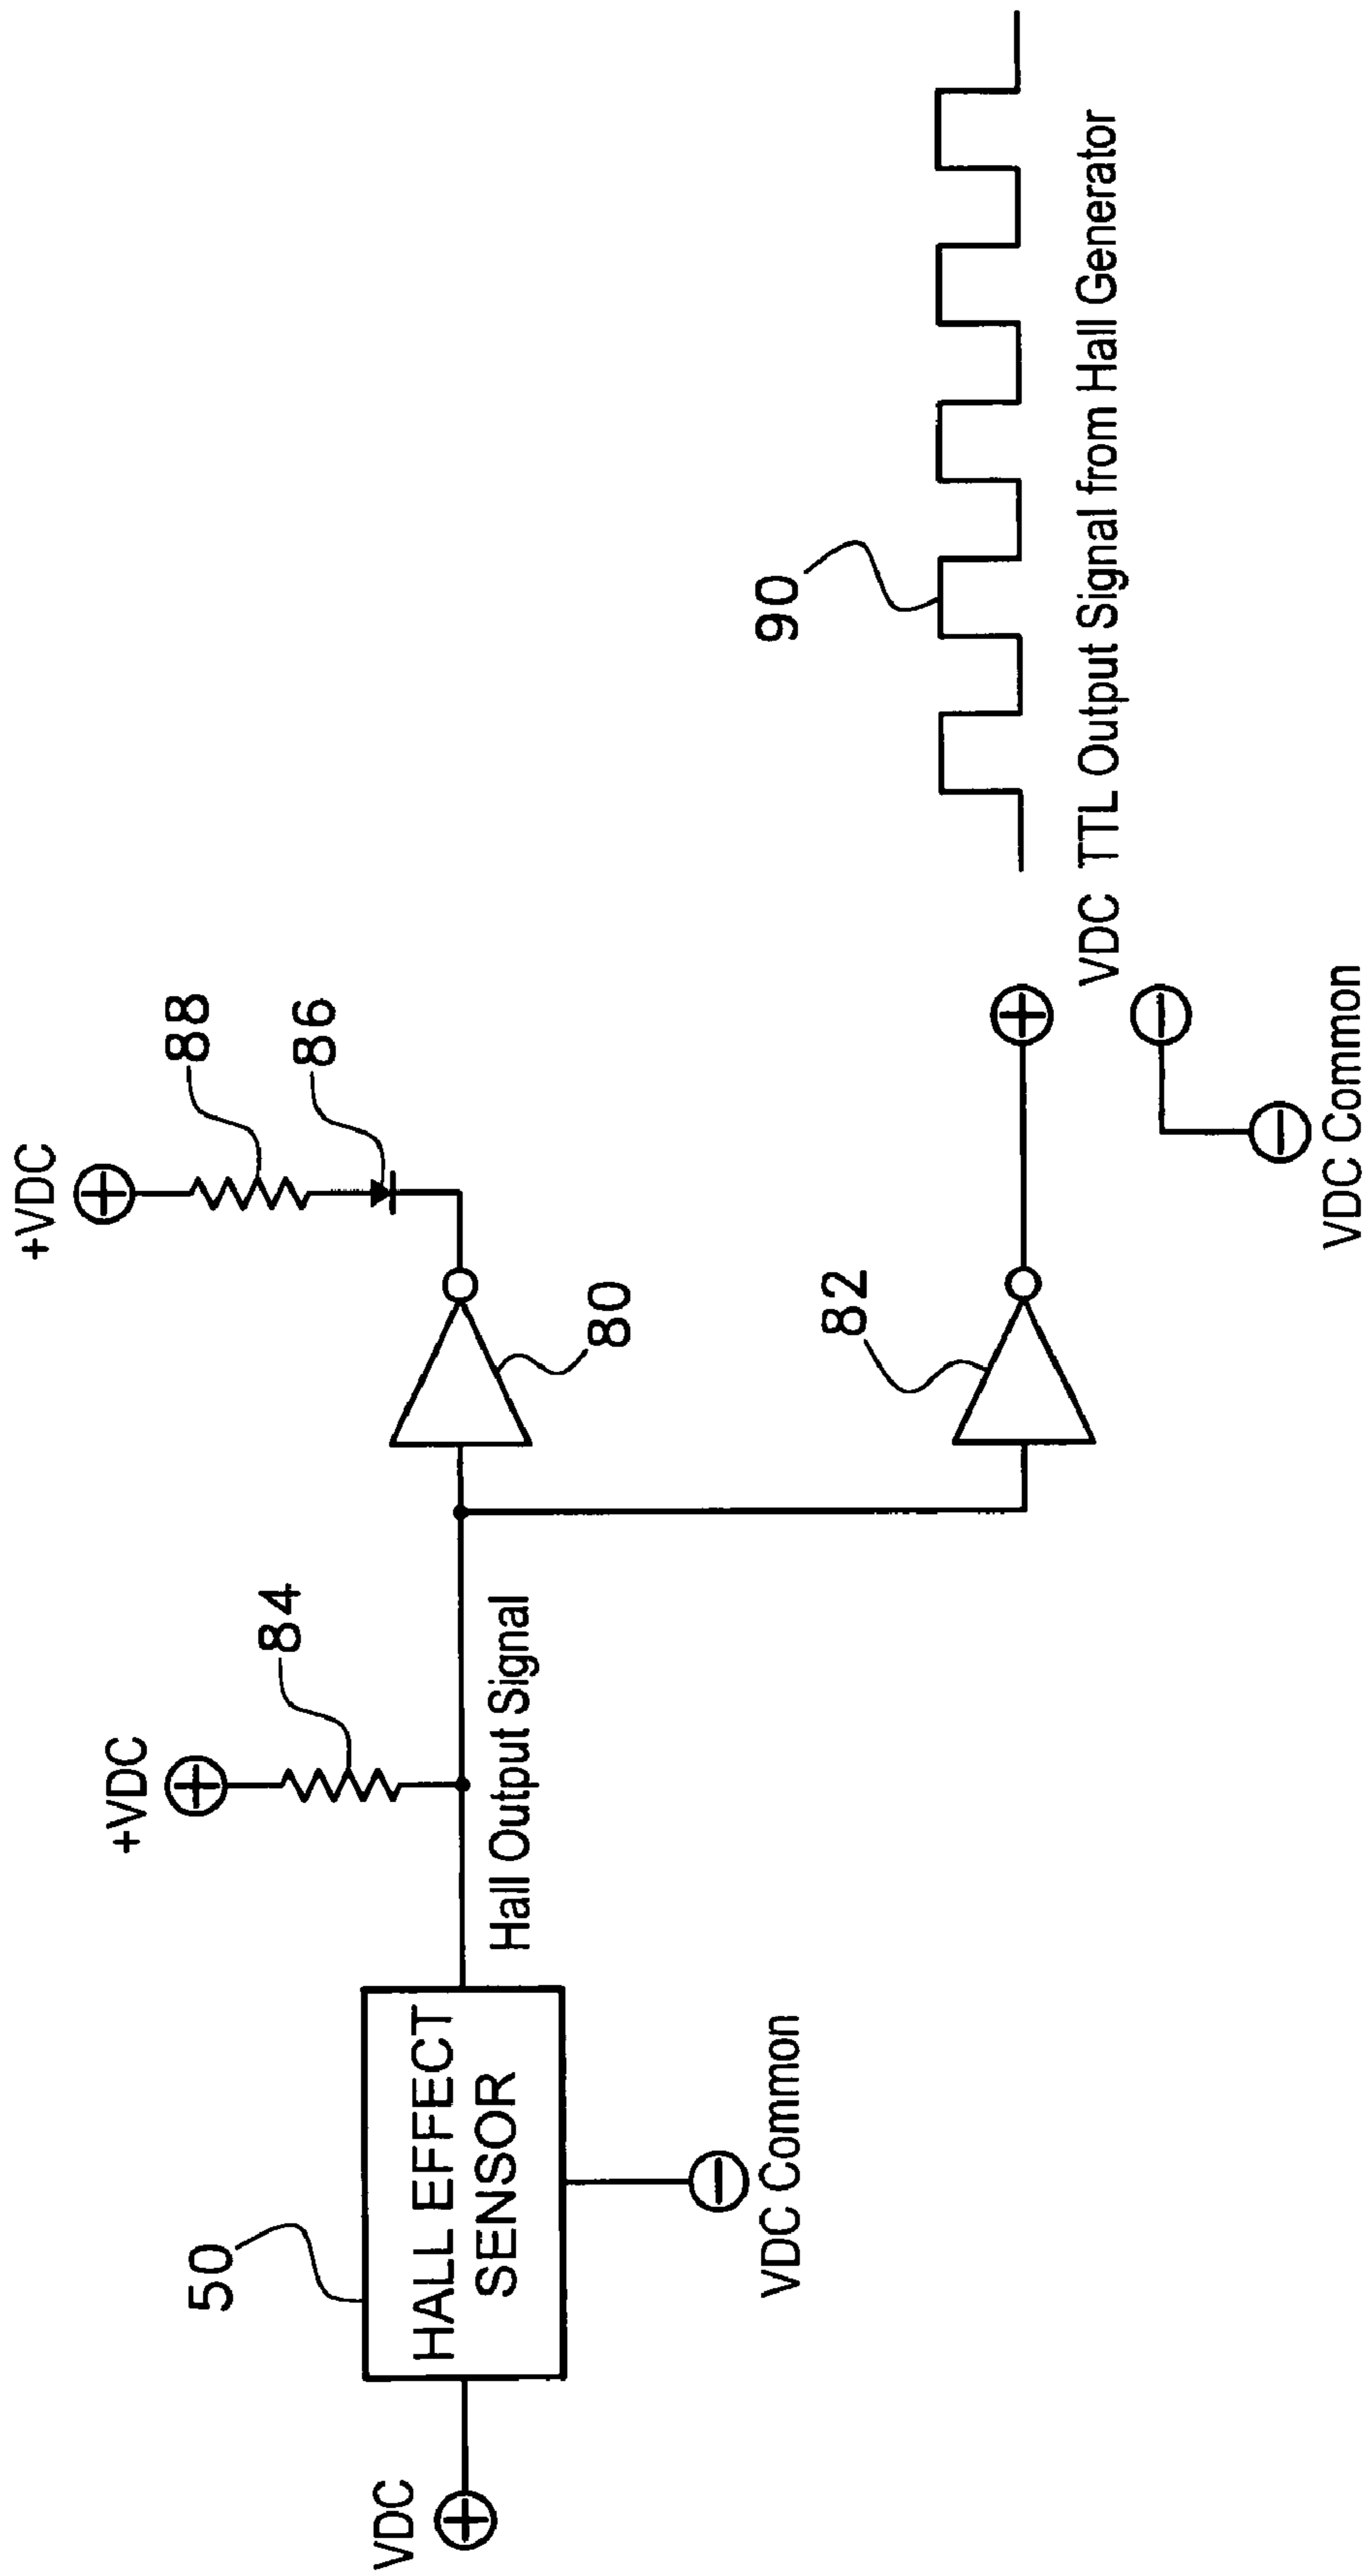 +VDC
88
86
+VDC
84
80
50
HALL EFFECT
SENSOR
Hall Output Signal
VDC
VDC Common
82
90
VDC TTL Output Signal from Hall Generator
VDC Common